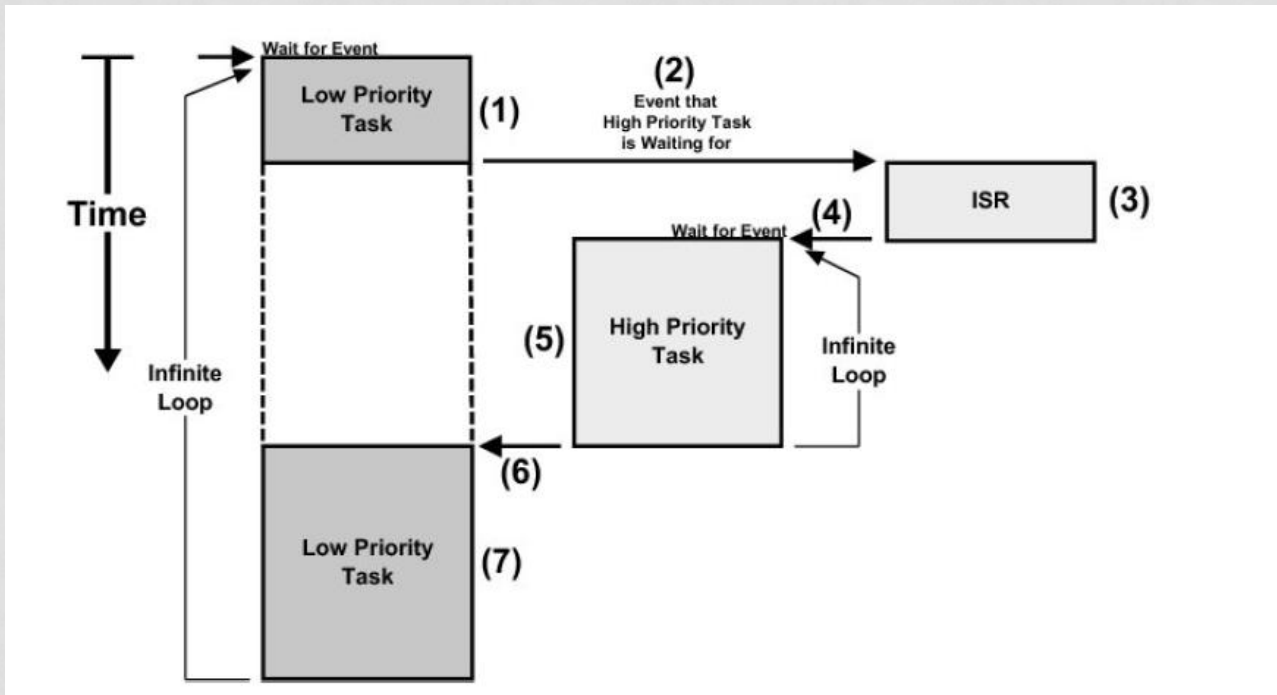 Wait for Event
Low Priority
Task
(1)
(2)
Event that
High Priority Task
is Waiting for
ISR
(3)
Time
(4)
Wait for Event
High Priority
Task
(5)
Infinite
Loop
Infinite
Loop
(6)
Low Priority
Task
(7)